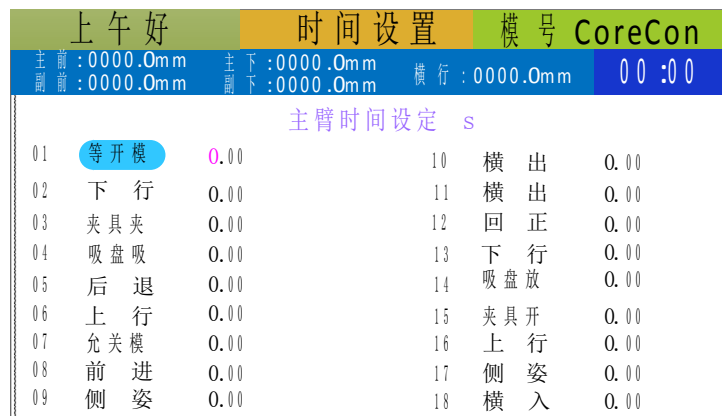 上午好 时间设置 模号 CoreCon
主前:0000.0mm 主下:0000.0mm 横行:0000.0mm 00:00
副前:0000.0mm 副下:0000.0mm
主臂时间设定 s
01 等开模 0.00 10 横出 0.00
02 下行 0.00 11 横出 0.00
03 夹具夹 0.00 12 回正 0.00
04 吸盘吸 0.00 13 下行 0.00
05 后退 0.00 14 吸盘放 0.00
06 上行 0.00 15 夹具开 0.00
07 允关模 0.00 16 上行 0.00
08 前进 0.00 17 侧姿 0.00
09 侧姿 0.00 18 横入 0.00